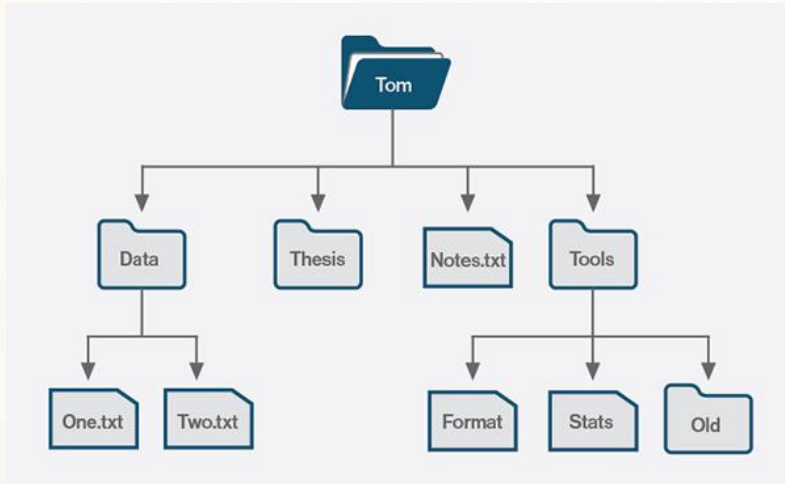 Tom
Data
Thesis
Notes.txt
Tools
One.txt
Two.txt
Format
Stats
Old